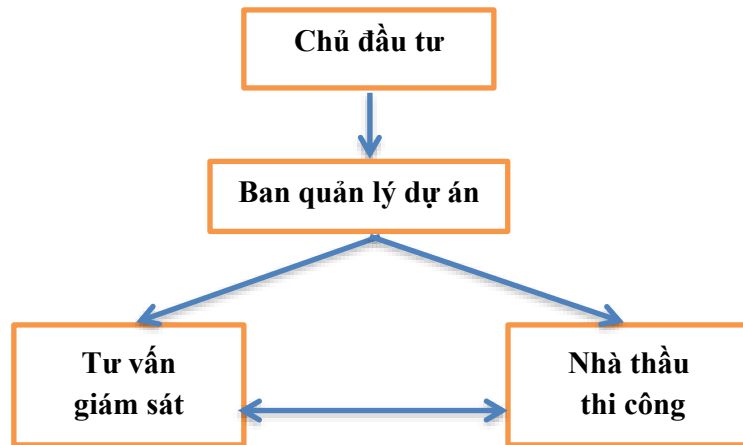 Chủ đầu tư
Ban quản lý dự án
Tư vấn
giám sát
Nhà thầu
thi công